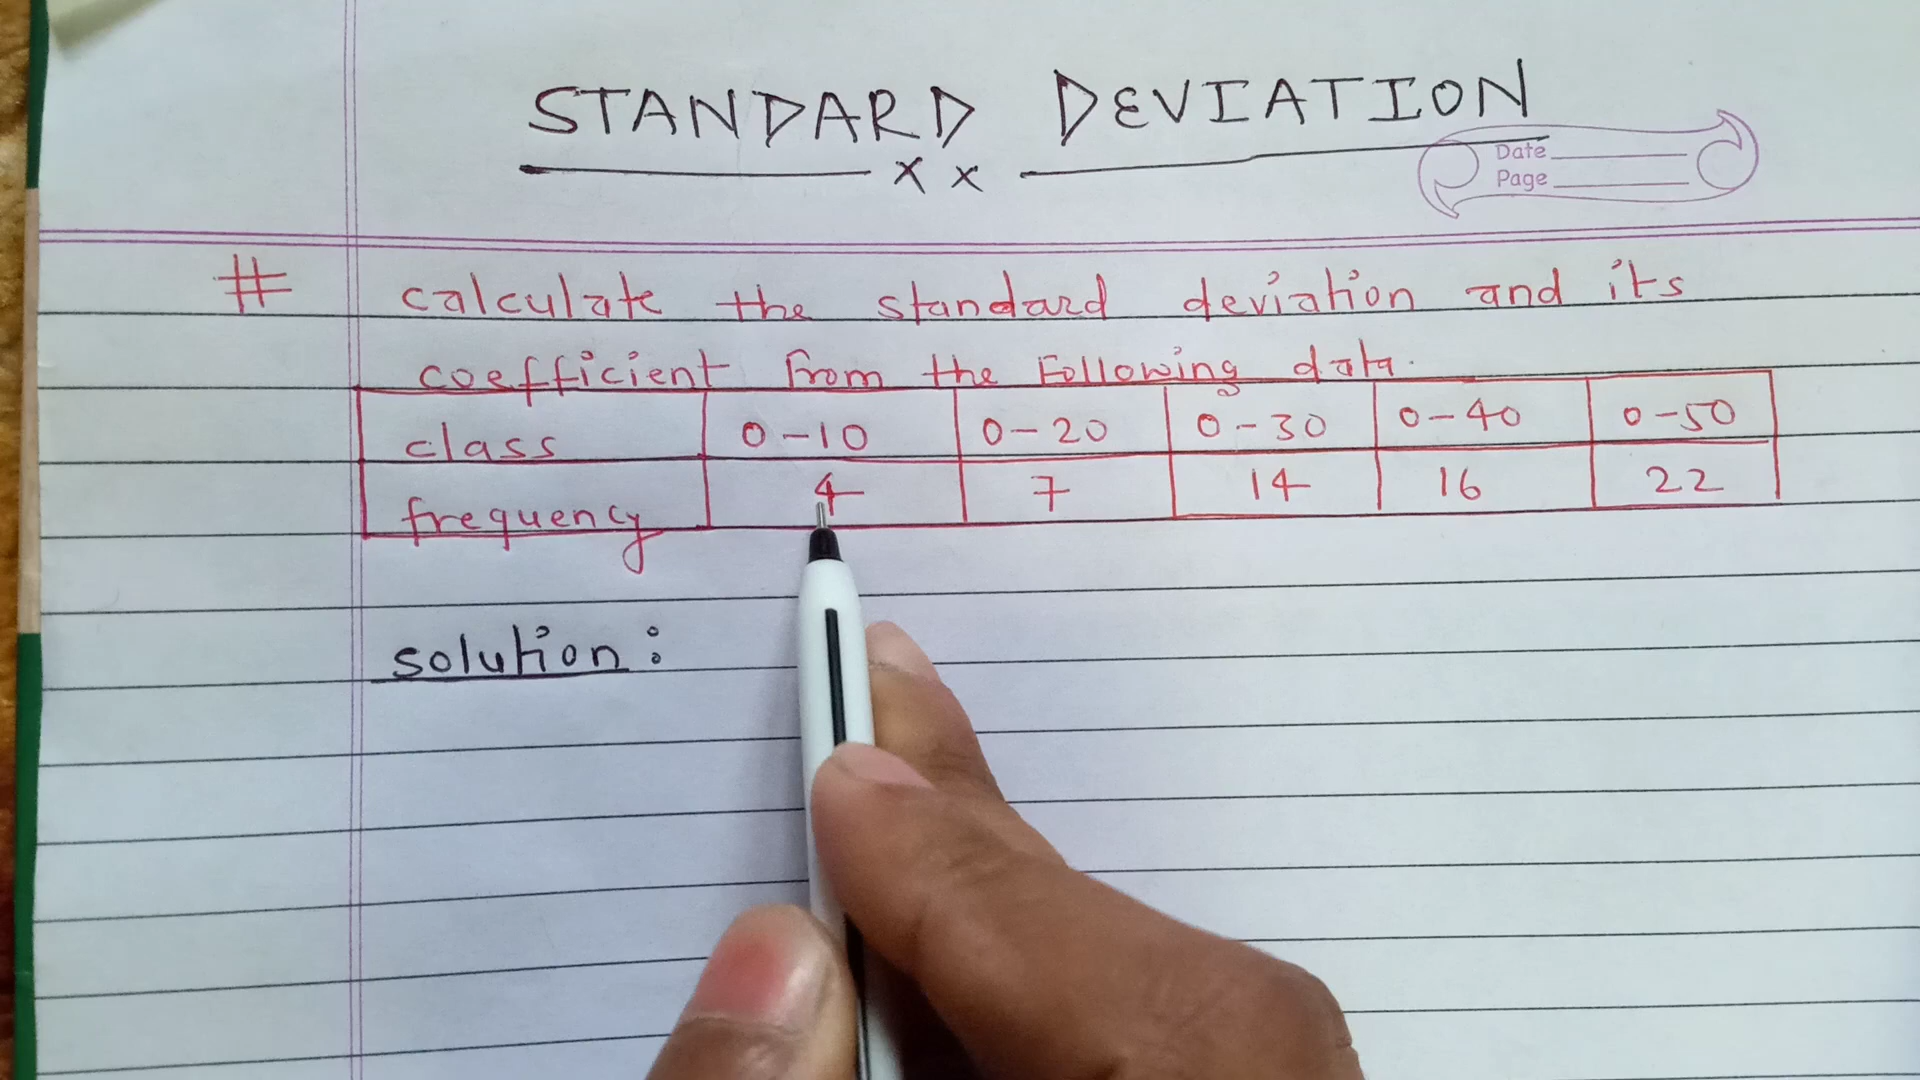 STANDARD DEVIATION
x x
Date
Page
# calculate the standard deviation and its
coefficient from the following data.
class 0-10 0-20 0-30 0-40 0-50
frequency 4 7 14 16 22
solution: